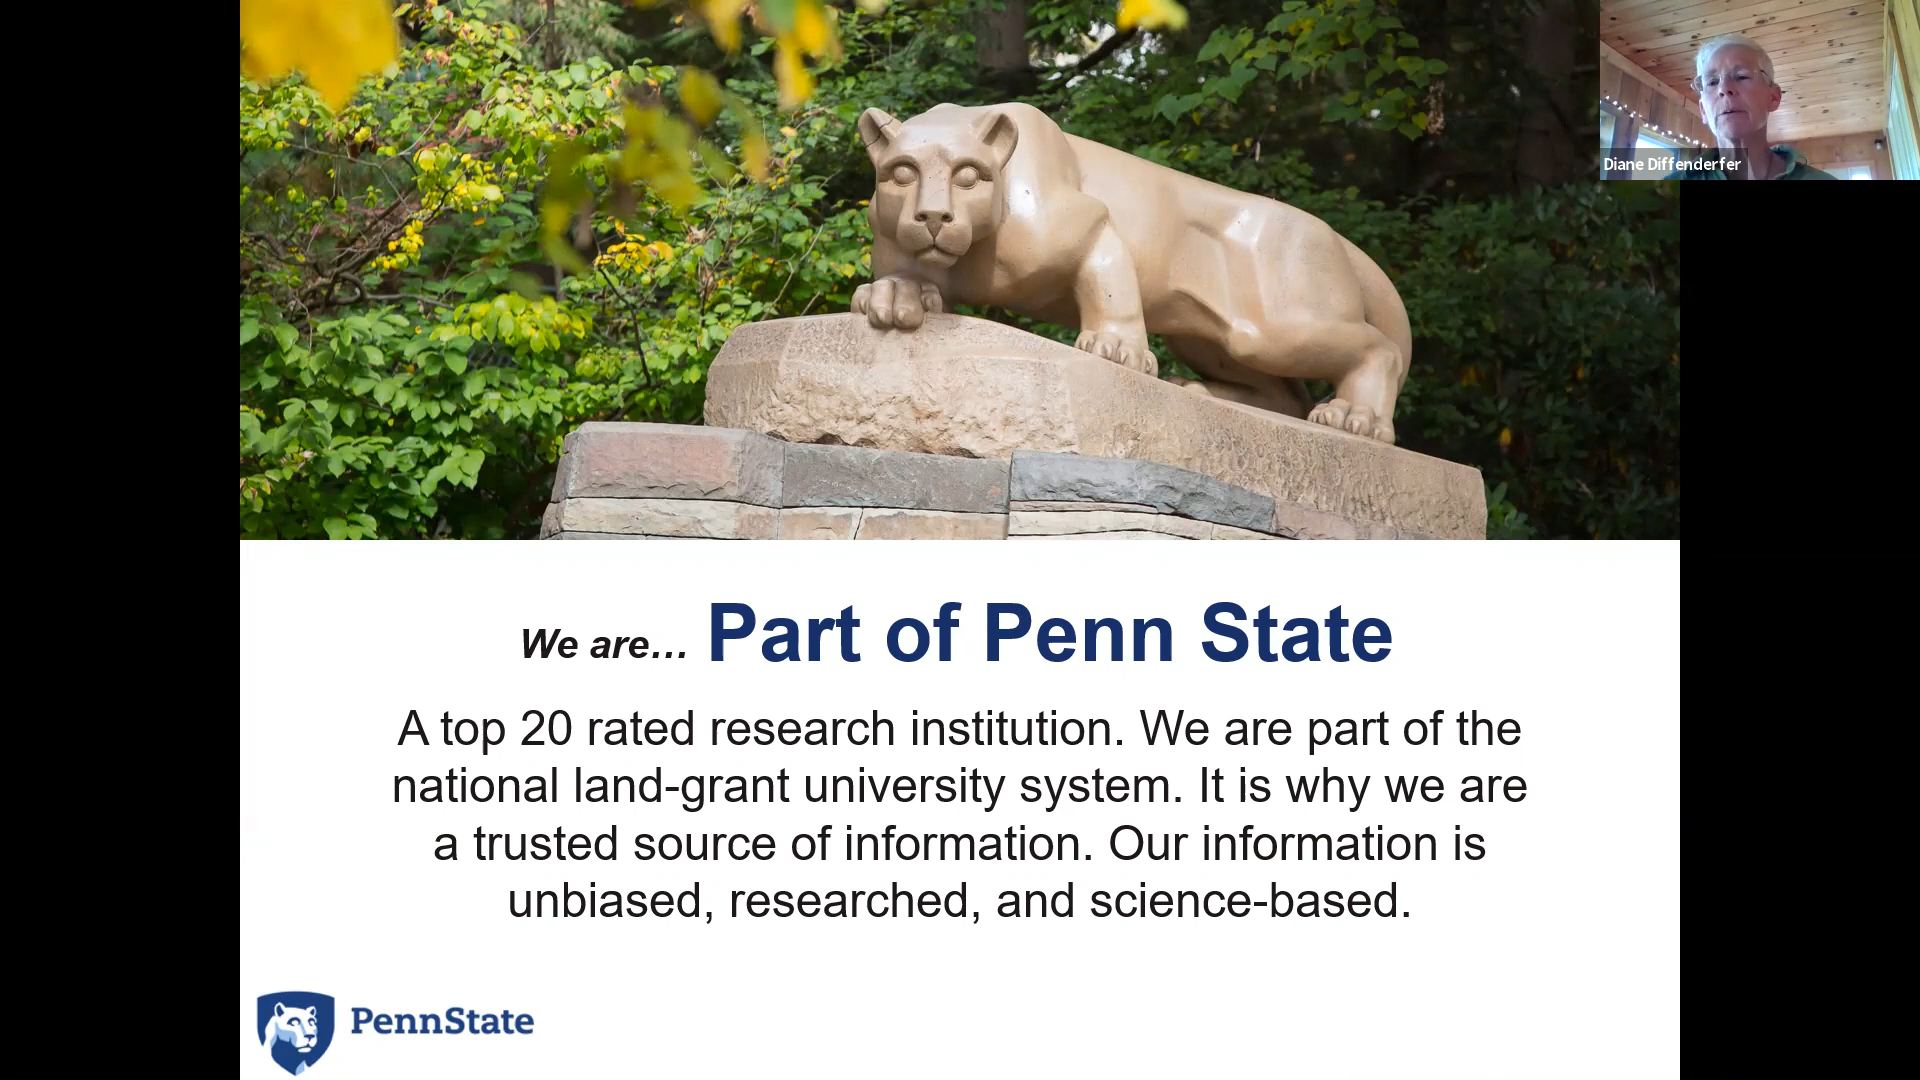 Diane Diffenderfer
We are… Part of Penn State
A top 20 rated research institution. We are part of the
national land-grant university system. It is why we are
a trusted source of information. Our information is
unbiased, researched, and science-based.
PennState